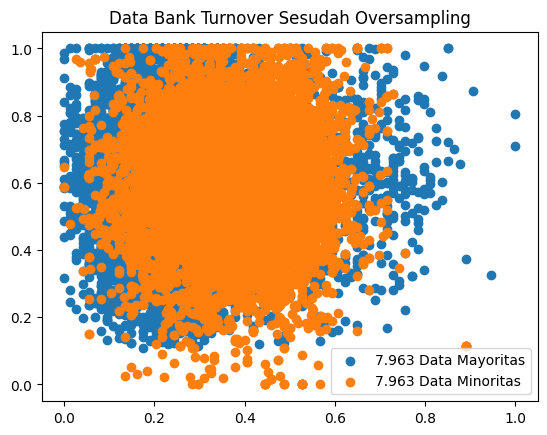 Data Bank Turnover Sesudah Oversampling
1.0
0.8
0.6
0.4
0.2
0.0
0.0 0.2 0.4 0.6 0.8 1.0
7.963 Data Mayoritas
7.963 Data Minoritas